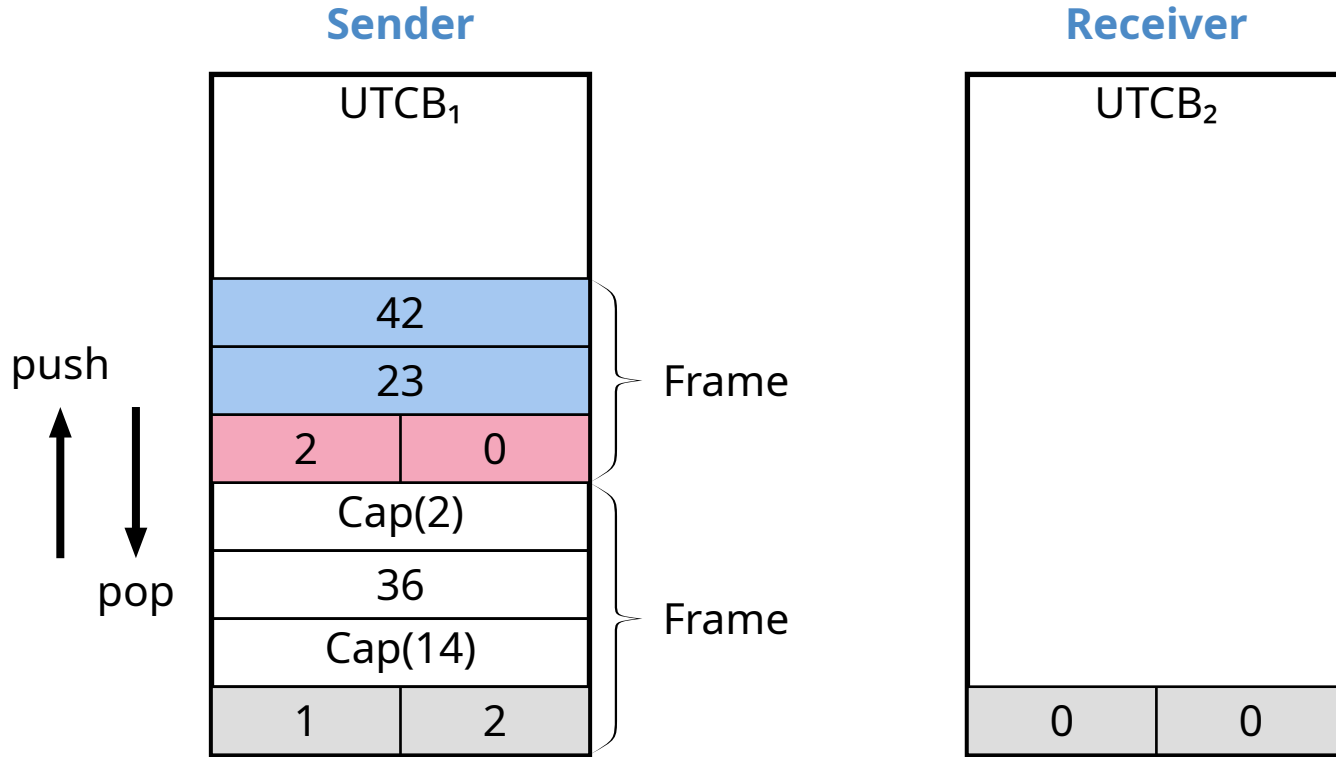 Sender
Receiver
UTCB₁
UTCB₂
42
23
push
Frame
2 0
Cap(2)
36
pop
Frame
Cap(14)
1 2
0 0